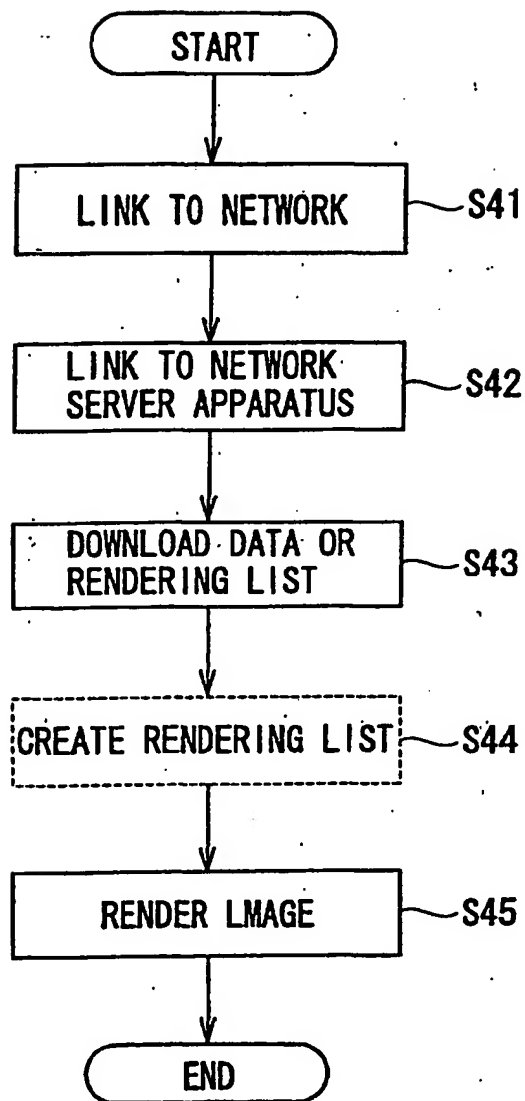 START
LINK TO NETWORK
S41
LINK TO NETWORK
SERVER APPARATUS
S42
DOWNLOAD DATA OR
RENDERING LIST
S43
CREATE RENDERING LIST
S44
RENDER LMAGE
S45
END